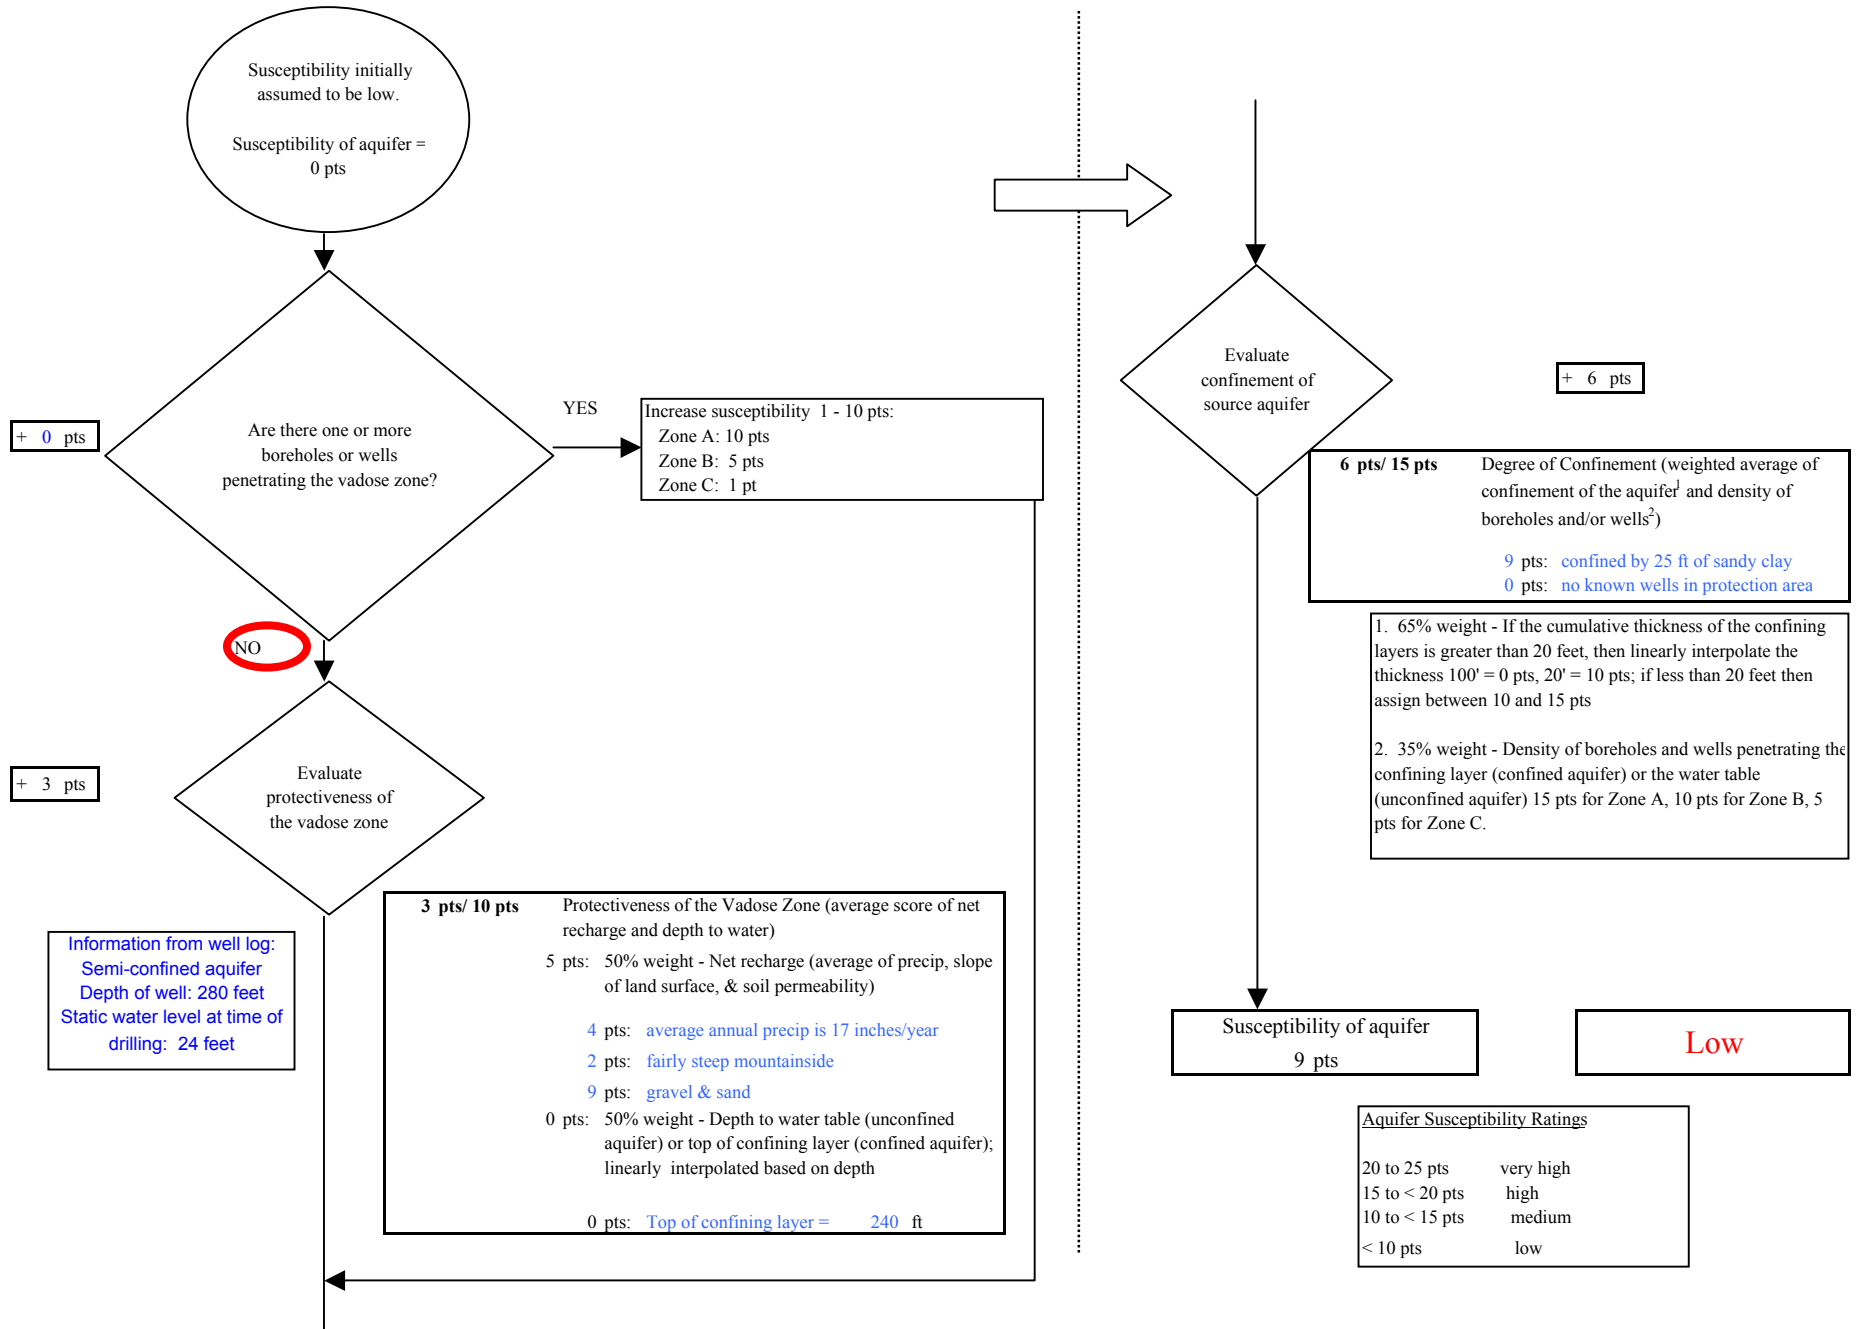 Susceptibility initially
assumed to be low.
Susceptibility of aquifer =
0 pts
Are there one or more
boreholes or wells
penetrating the vadose zone?
+ 0 pts
YES
Increase susceptibility 1 - 10 pts:
Zone A: 10 pts
Zone B: 5 pts
Zone C: 1 pt
NO
+ 3 pts
Evaluate
protectiveness of
the vadose zone
Information from well log:
Semi-confined aquifer
Depth of well: 280 feet
Static water level at time of
drilling: 24 feet
3 pts/ 10 pts Protectiveness of the Vadose Zone (average score of net
recharge and depth to water)
5 pts: 50% weight - Net recharge (average of precip, slope
of land surface, & soil permeability)
4 pts: average annual precip is 17 inches/year
2 pts: fairly steep mountainside
9 pts: gravel & sand
0 pts: 50% weight - Depth to water table (unconfined
aquifer) or top of confining layer (confined aquifer);
linearly interpolated based on depth
0 pts: Top of confining layer = 240 ft
Evaluate
confinement of
source aquifer
+ 6 pts
6 pts/ 15 pts Degree of Confinement (weighted average of
confinement of the aquifer1 and density of
boreholes and/or wells2)
9 pts: confined by 25 ft of sandy clay
0 pts: no known wells in protection area
1. 65% weight - If the cumulative thickness of the confining
layers is greater than 20 feet, then linearly interpolate the
thickness 100' = 0 pts, 20' = 10 pts; if less than 20 feet then
assign between 10 and 15 pts
2. 35% weight - Density of boreholes and wells penetrating the
confining layer (confined aquifer) or the water table
(unconfined aquifer) 15 pts for Zone A, 10 pts for Zone B, 5
pts for Zone C.
Susceptibility of aquifer
9 pts
Low
Aquifer Susceptibility Ratings
20 to 25 pts very high
15 to < 20 pts high
10 to < 15 pts medium
< 10 pts low